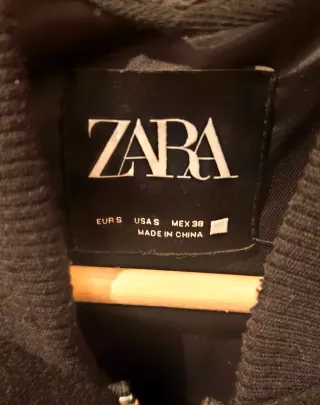 ZARA
EUR S USA S MEX 38
MADE IN CHINA